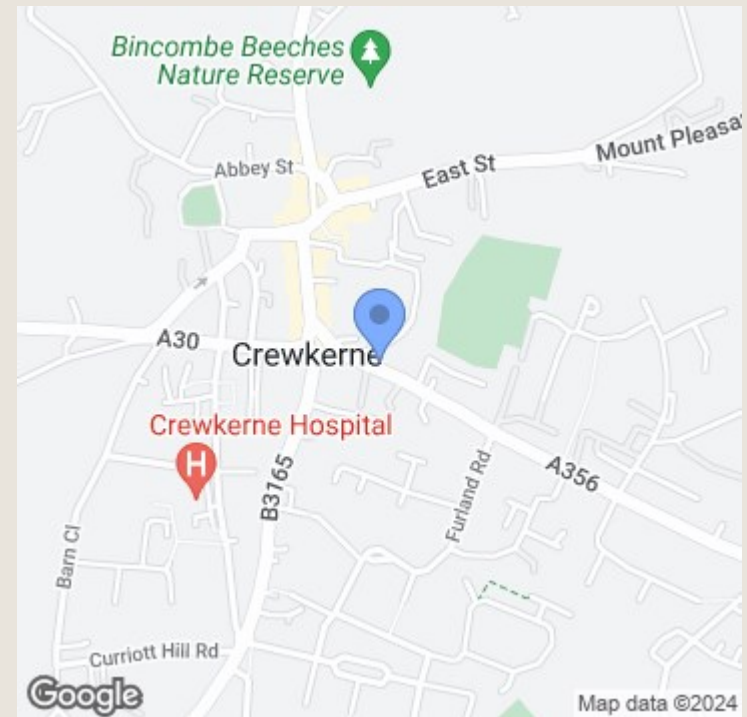 Bincombe Beeches
Nature Reserve
Abbey St
East St
Mount Pleasa
A30
Crewkerne
Crewkerne Hospital
H
B3165
A356
Furland Rd
Barn Cl
Curriott Hill Rd
Google
Map data ©2024